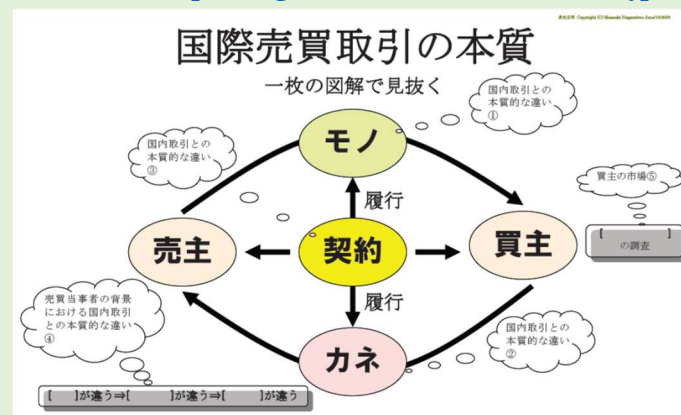 国際売買取引の本質
一枚の図解で見抜く
国内取引との
本質的な違い
①
国内取引との
本質的な違い
③
モノ
買主の市場⑤
履行
[ ]
の調査
売主
契約
買主
売買当事者の背景
における国内取引
との本質的な違い
④
履行
国内取引との
本質的な違い
②
カネ
[ ]が違う⇒[ ]が違う⇒[ ]が違う